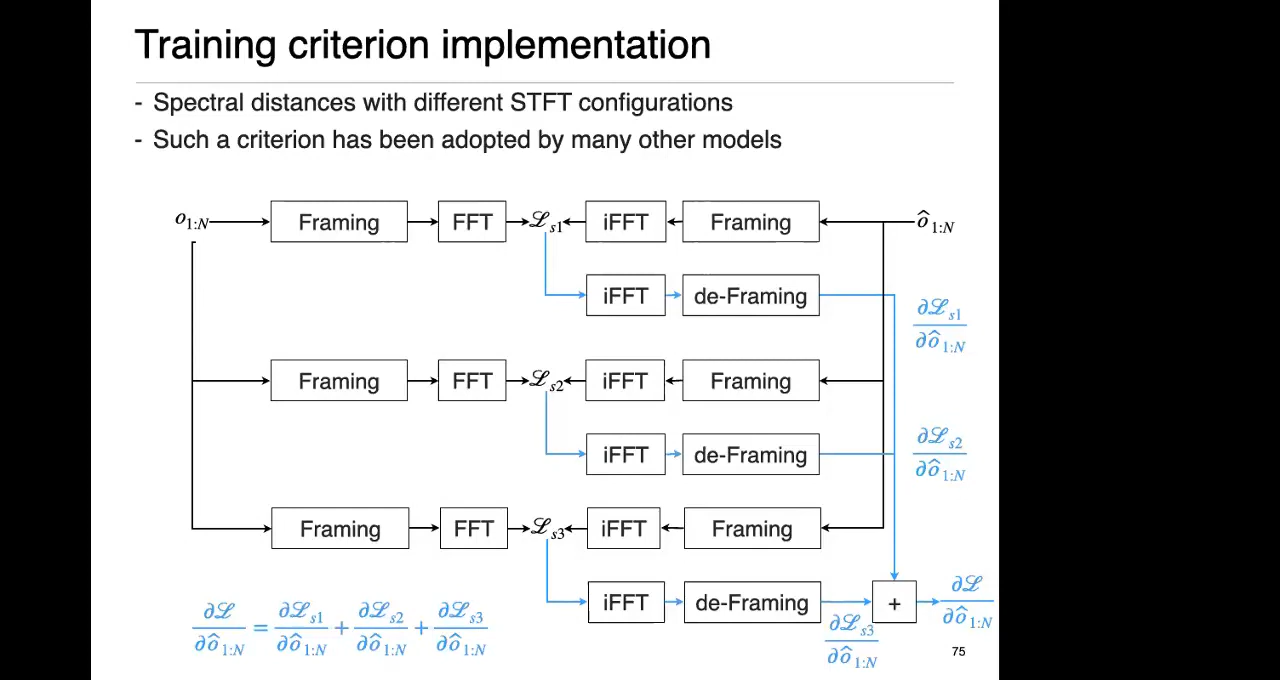 Training criterion implementation
- Spectral distances with different STFT configurations
- Such a criterion has been adopted by many other models
o1:N Framing FFT ℒs1 iFFT Framing ô1:N
iFFT de-Framing
∂ℒs1
∂ô1:N
Framing FFT ℒs2 iFFT Framing
iFFT de-Framing
∂ℒs2
∂ô1:N
Framing FFT ℒs3 iFFT Framing
iFFT de-Framing +
∂ℒs3
∂ô1:N
∂ℒ
∂ô1:N
∂ℒ/∂ô1:N = ∂ℒs1/∂ô1:N + ∂ℒs2/∂ô1:N + ∂ℒs3/∂ô1:N
75